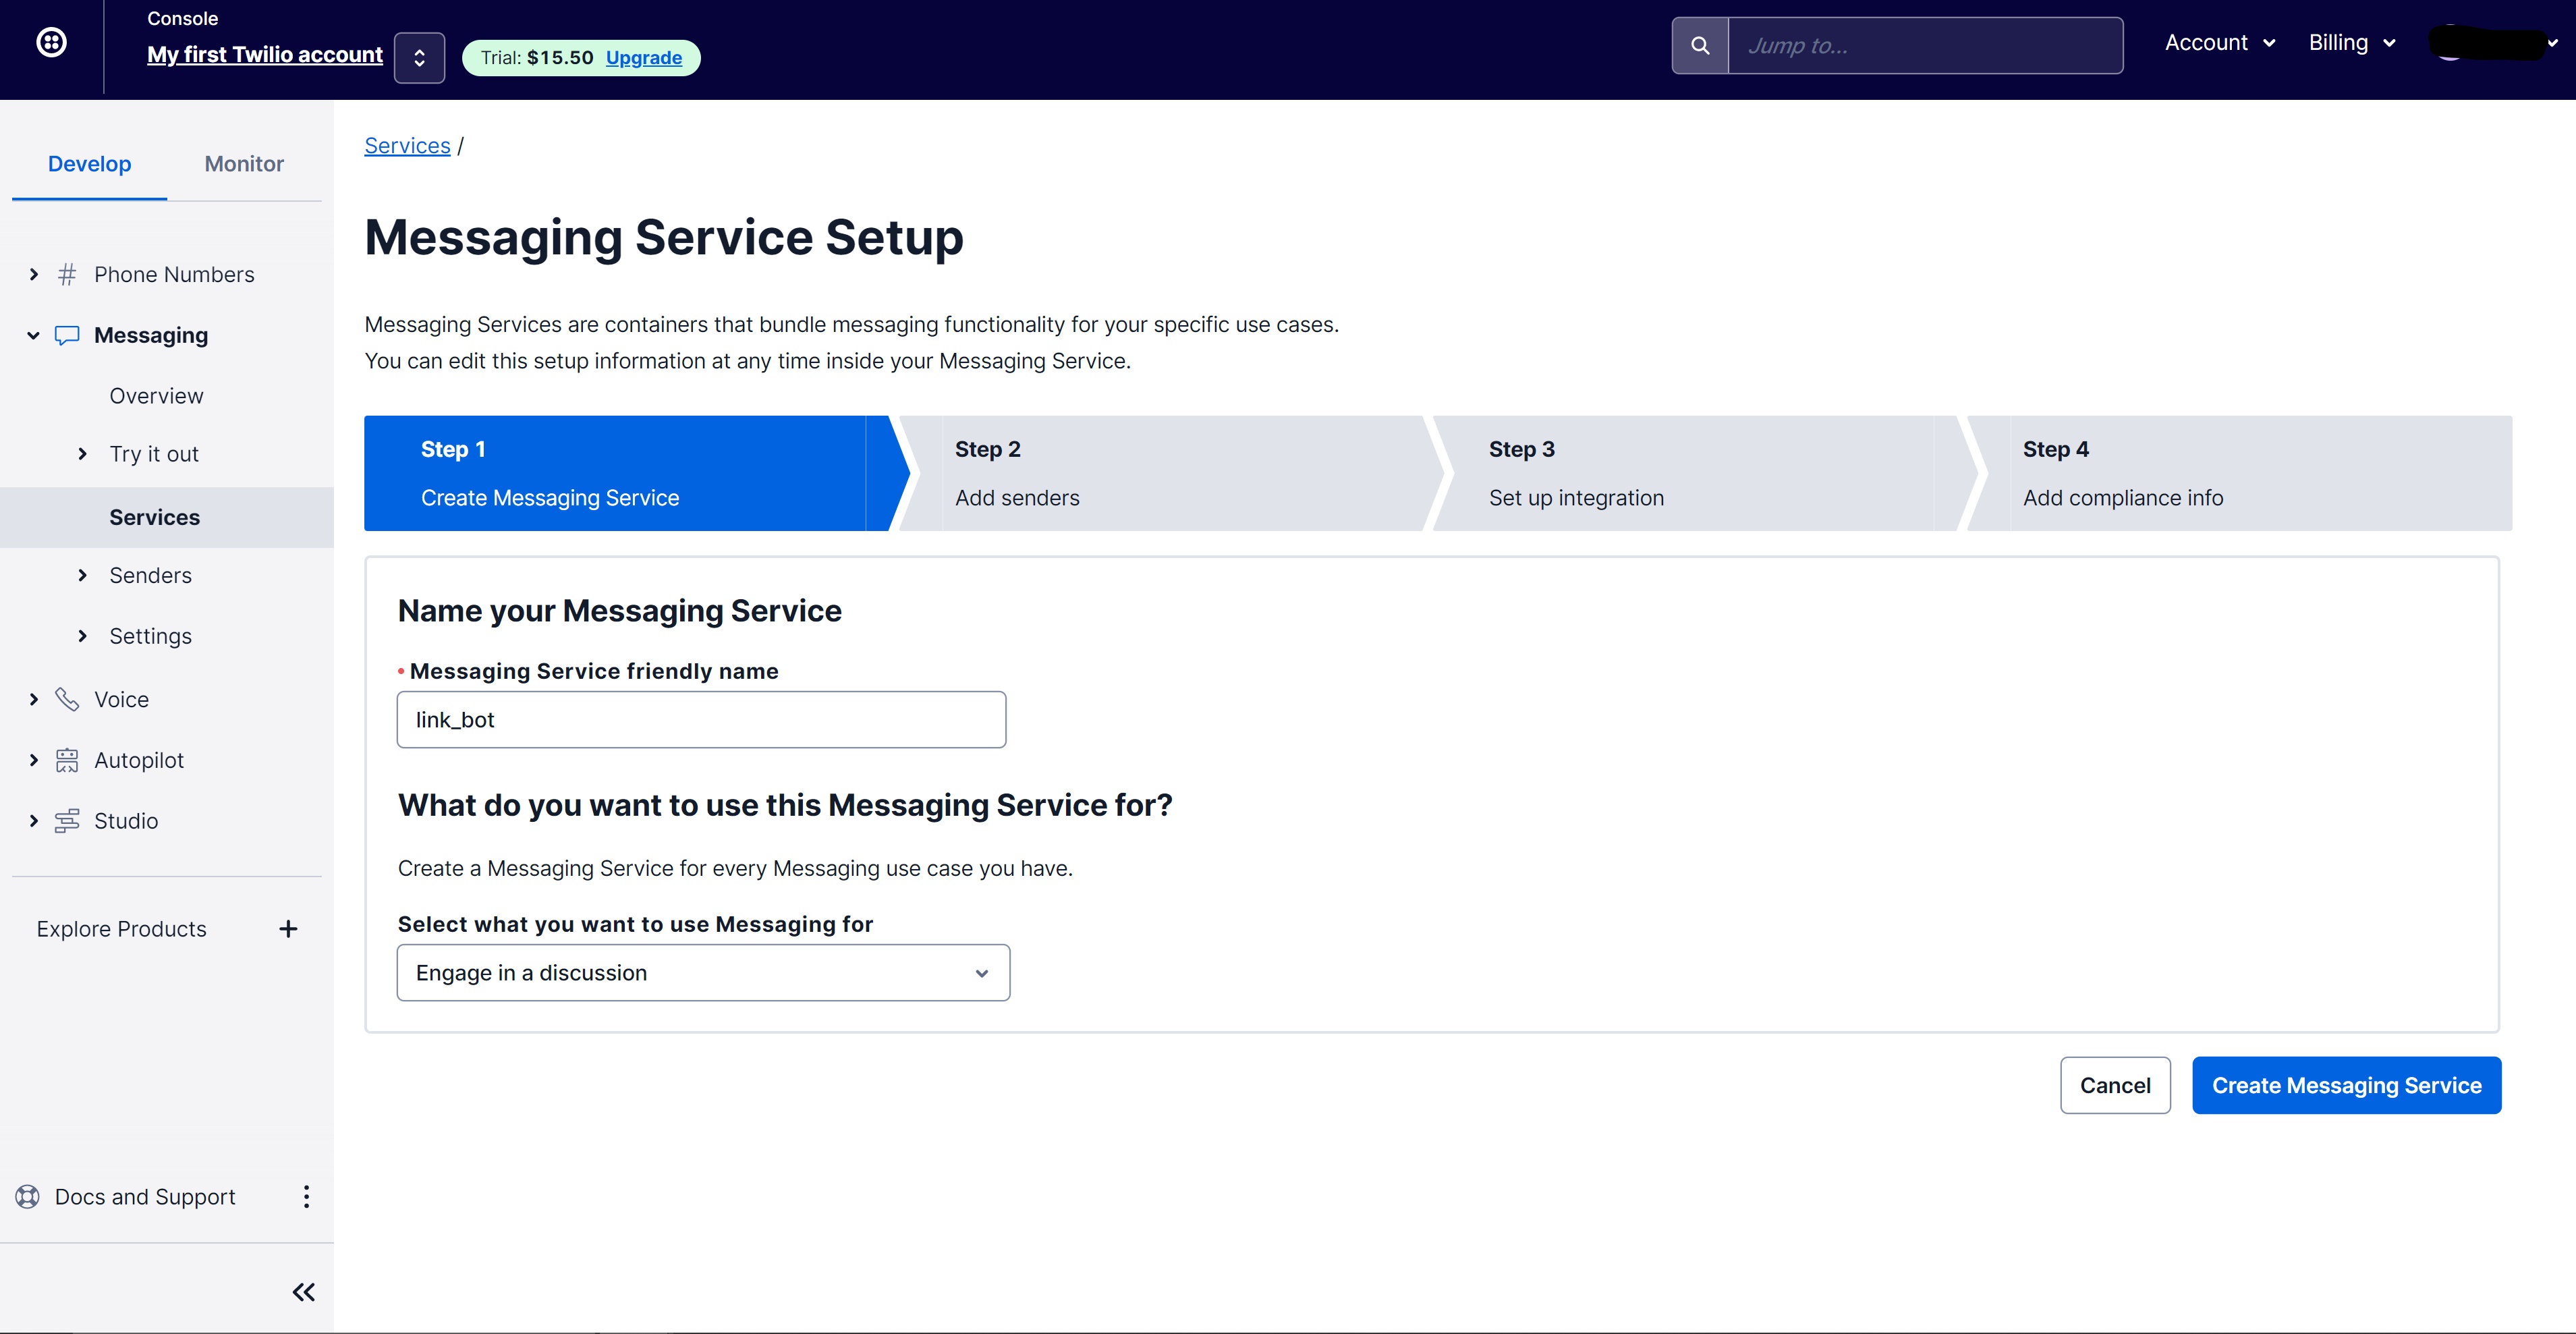 Console
My first Twilio account
Trial: $15.50 Upgrade
Jump to...
Account
Billing
Develop
Monitor
Phone Numbers
Messaging
Overview
Try it out
Services
Senders
Settings
Voice
Autopilot
Studio
Explore Products
Docs and Support
Services /
Messaging Service Setup
Messaging Services are containers that bundle messaging functionality for your specific use cases.
You can edit this setup information at any time inside your Messaging Service.
Step 1
Create Messaging Service
Step 2
Add senders
Step 3
Set up integration
Step 4
Add compliance info
Name your Messaging Service
Messaging Service friendly name
link_bot
What do you want to use this Messaging Service for?
Create a Messaging Service for every Messaging use case you have.
Select what you want to use Messaging for
Engage in a discussion
Cancel
Create Messaging Service